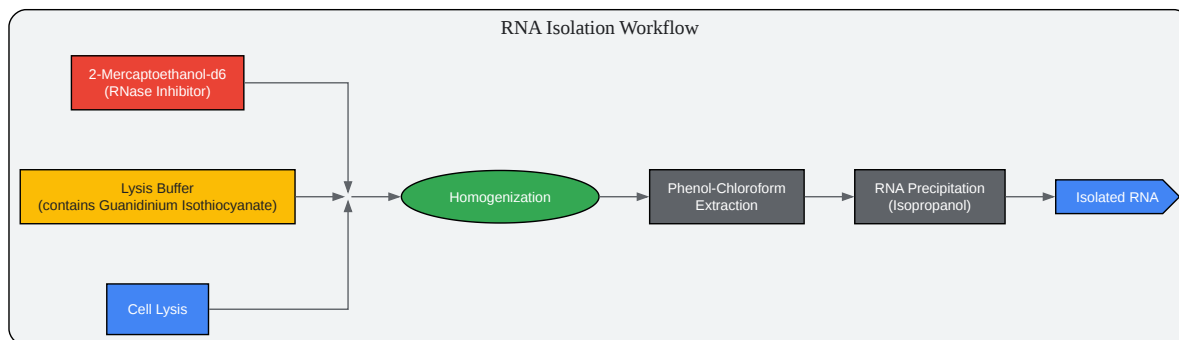 RNA Isolation Workflow
2-Mercaptoethanol-d6
(RNase Inhibitor)
Lysis Buffer
(contains Guanidinium Isothiocyanate)
Cell Lysis
Homogenization
Phenol-Chloroform
Extraction
RNA Precipitation
(Isopropanol)
Isolated RNA